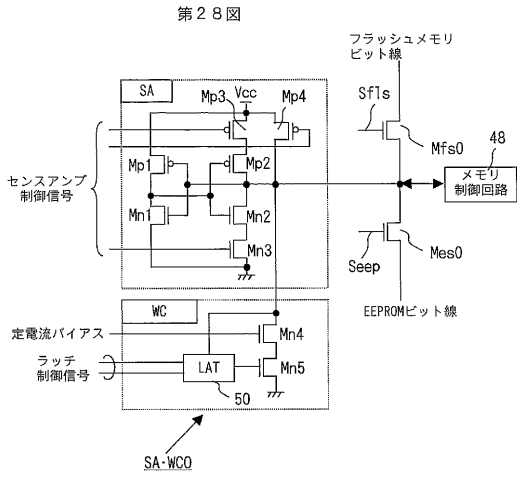 第28図
フラッシュメモリ
ビット線
SA
Vcc
Mp3
Mp4
Sfls
Mfs0
48
メモリ
制御回路
Mp1
Mp2
センスアンプ
制御信号
Mn1
Mn2
Mn3
Seep
Mes0
WC
EEPROMビット線
定電流バイアス
Mn4
ラッチ
制御信号
LAT
Mn5
50
SA・WC0